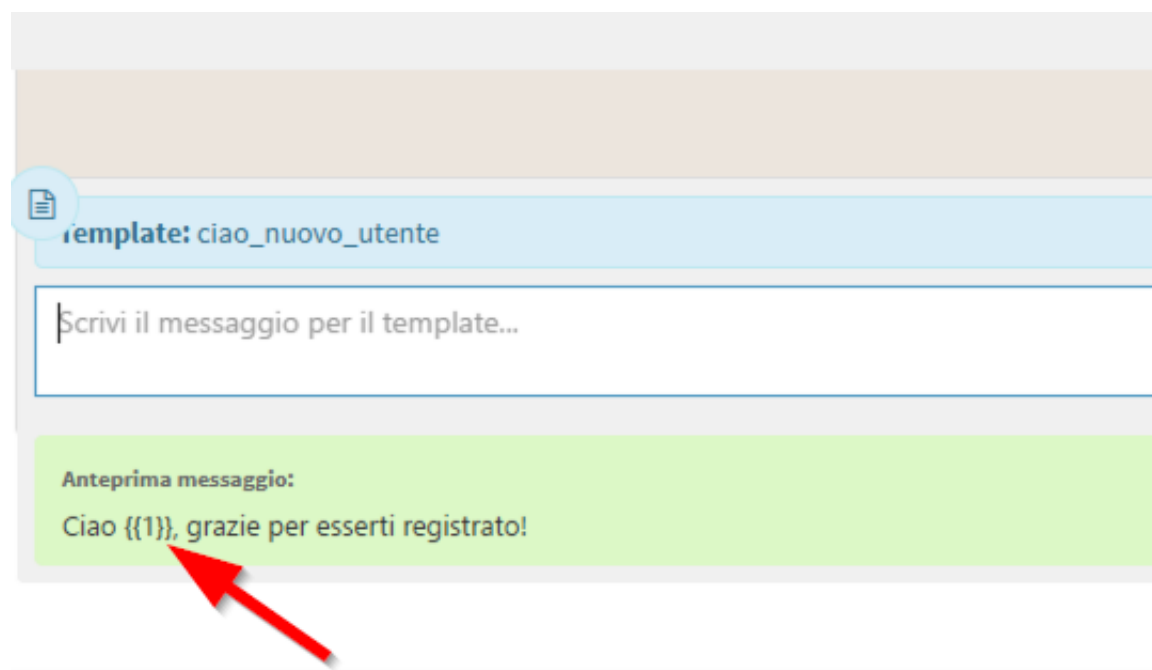 Template: ciao_nuovo_utente
Scrivi il messaggio per il template...
Anteprima messaggio:
Ciao {{1}}, grazie per esserti registrato!